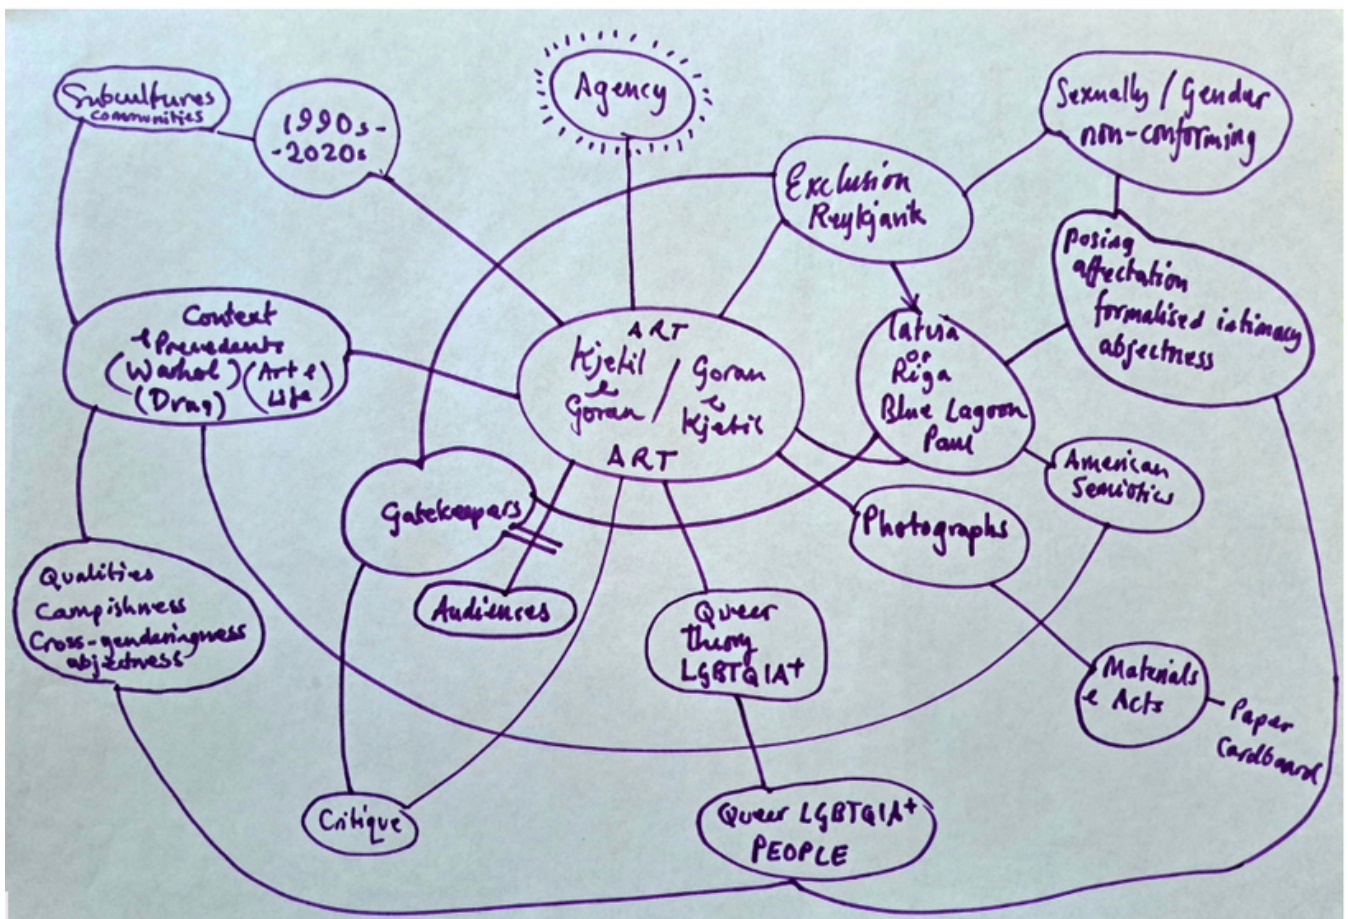 Subcultures
communities
1990s-
-2020s
Agency
Sexually / Gender
non-conforming
Exclusion
Reykjavik
posing
affectation
formalised intimacy
abjectness
Context
& Precedents
(Warhol) (Art &
Life)
(Drag)
ART
Kjetil
&
Goran
/
Goran
&
Kjetil
ART
Latvia
or
Riga
Blue Lagoon
American
Semiotics
Gatekeepers
Photographs
Audiences
Qualities
Campishness
Cross-genderingness
abjectness
Queer
theory
LGBTQIA+
Materials
& Acts
Paper
Cardboard
Critique
Queer LGBTQIA+
PEOPLE